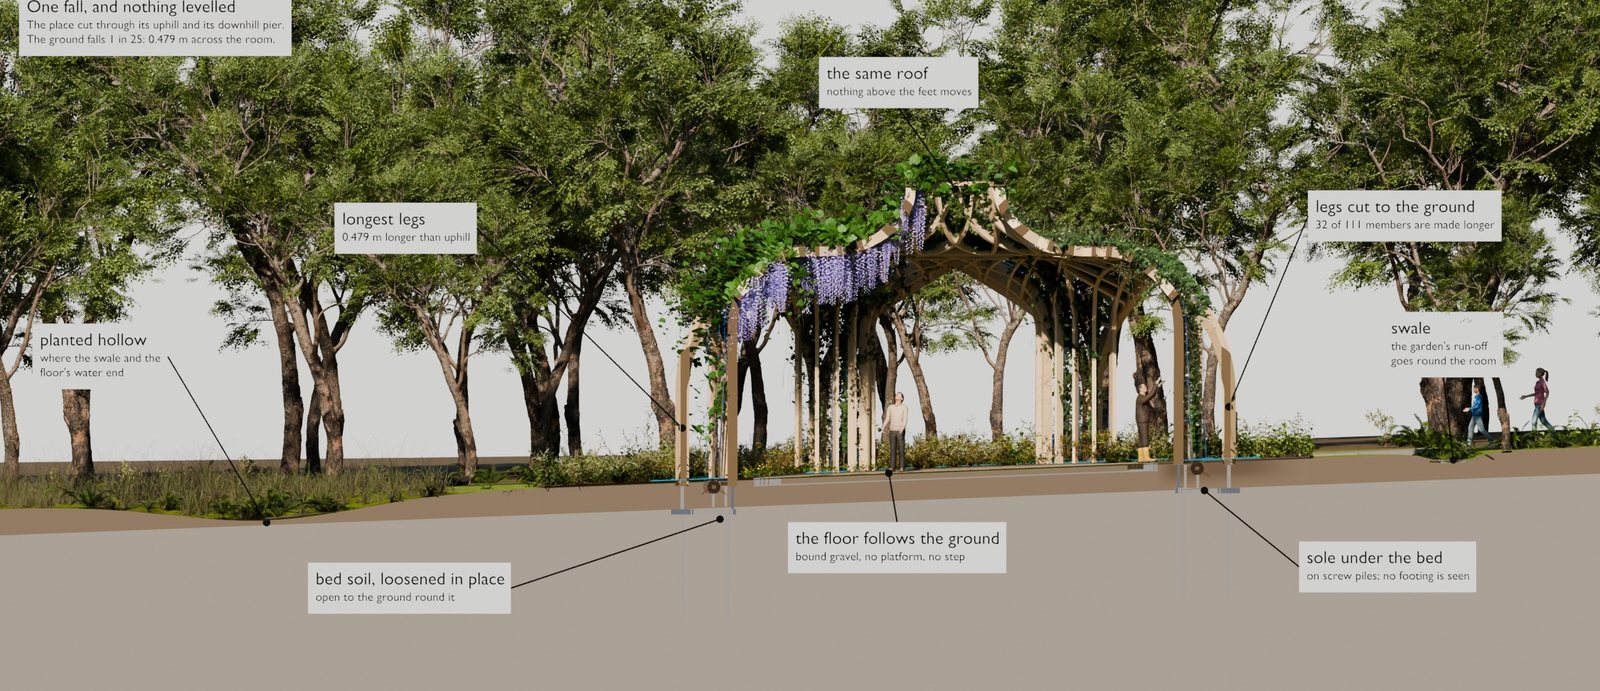 One fall, and nothing levelled
The place cut through its uphill and its downhill pier.
The ground falls 1 in 25: 0.479 m across the room.
the same roof
nothing above the feet moves
longest legs
0.479 m longer than uphill
legs cut to the ground
32 of 111 members are made longer
planted hollow
where the swale and the
floor's water end
swale
the garden's run-off
goes round the room
the floor follows the ground
bound gravel, no platform, no step
bed soil, loosened in place
open to the ground round it
sole under the bed
on screw piles; no footing is seen